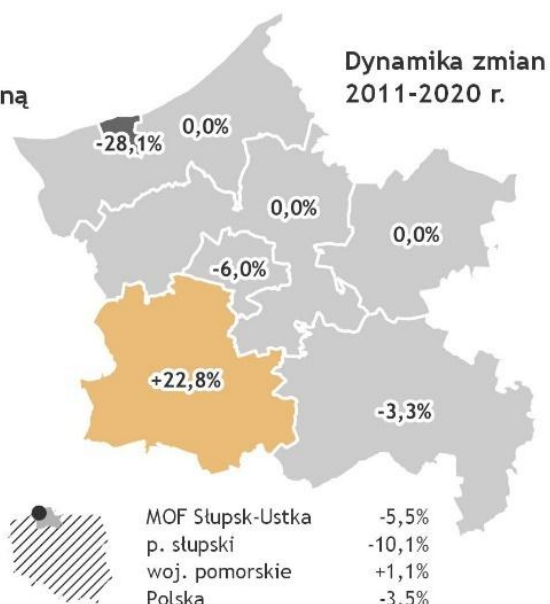 Dynamika zmian
2011-2020 r.
ną
0,0%
-28,1%
0,0%
0,0%
-6,0%
+22,8%
-3,3%
MOF Słupsk-Ustka -5,5%
p. słupski -10,1%
woj. pomorskie +1,1%
Polska -3,5%